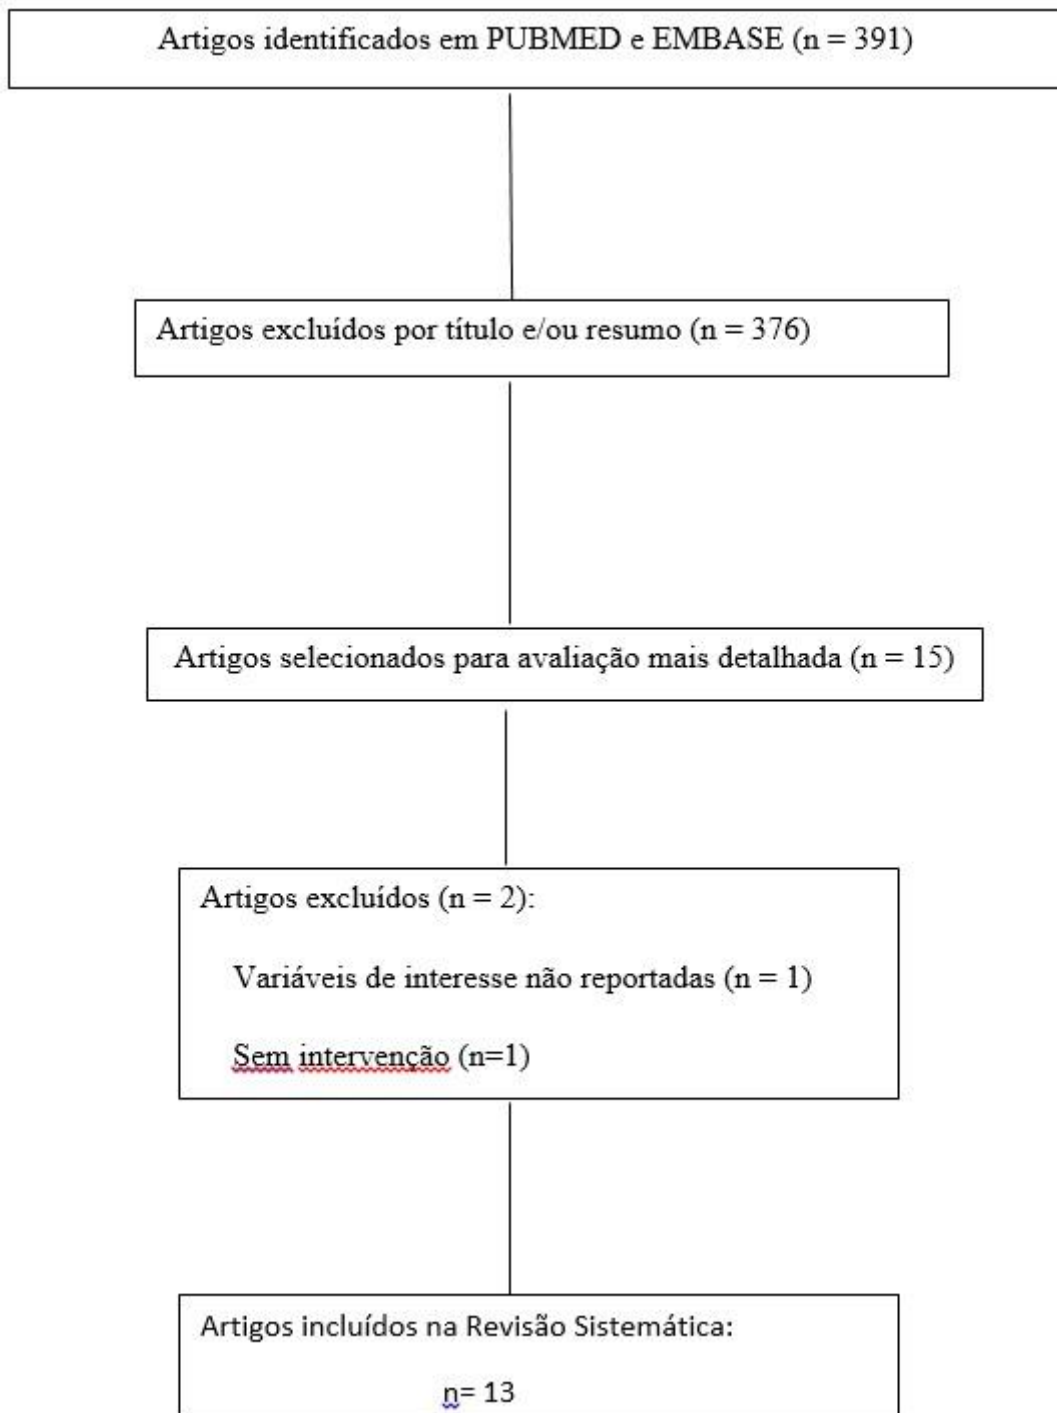 Artigos identificados em PUBMED e EMBASE (n = 391)
Artigos excluídos por título e/ou resumo (n = 376)
Artigos selecionados para avaliação mais detalhada (n = 15)
Artigos excluídos (n = 2):
Variáveis de interesse não reportadas (n = 1)
Sem intervenção (n=1)
Artigos incluídos na Revisão Sistemática:
n= 13